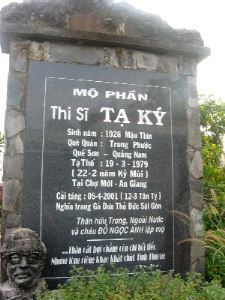 MỘ PHẦN
Thi Sĩ TẠ KÝ
Sinh năm : 1928 Mậu Thìn
Quê Quán : Trung Phước
Quế Sơn - Quảng Nam
Tạ Thế : 19 - 3 - 1979
( 22-2 năm Kỷ Mùi )
Tại Chợ Mới - An Giang
Cải táng : 05-4-2001 ( 12-3 Tân Tỵ )
Nghĩa trang Gò Dưa Thủ Đức Sài Gòn
Thân hữu Trong, Ngoài Nước
và cháu ĐỖ NGỌC ANH lập mộ